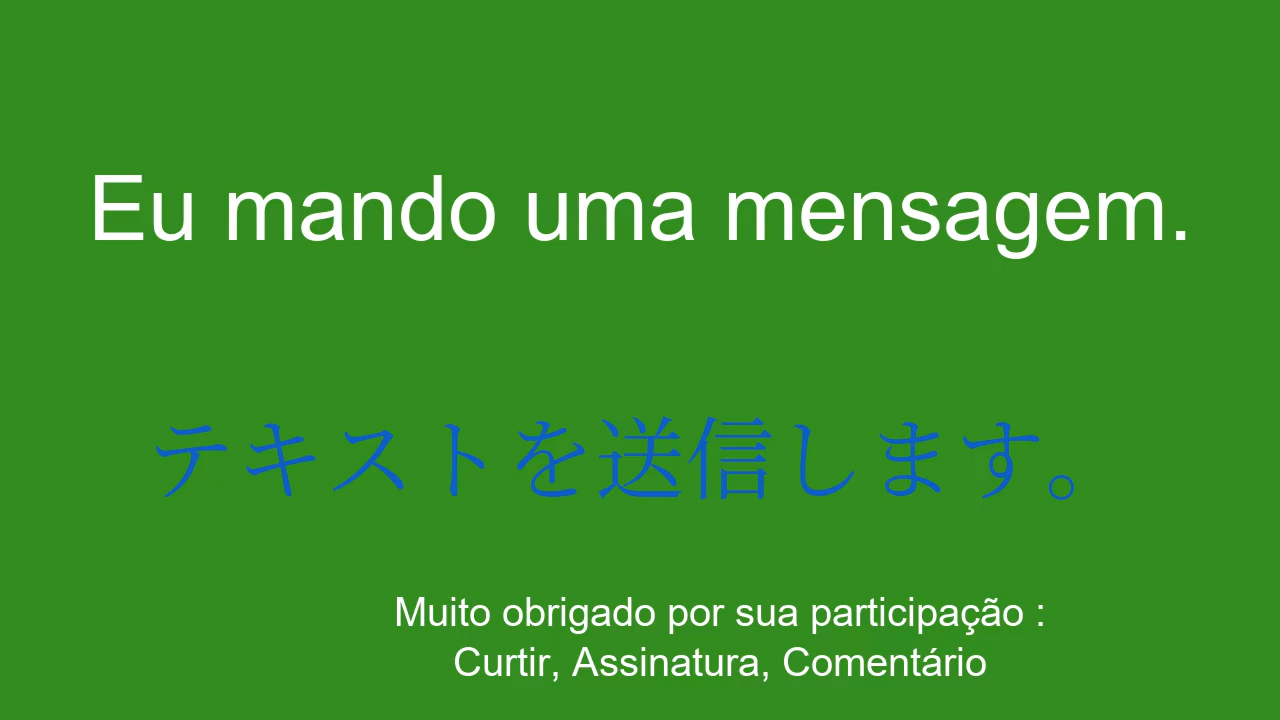 Eu mando uma mensagem.
テキストを送信します。
Muito obrigado por sua participação :
Curtir, Assinatura, Comentário